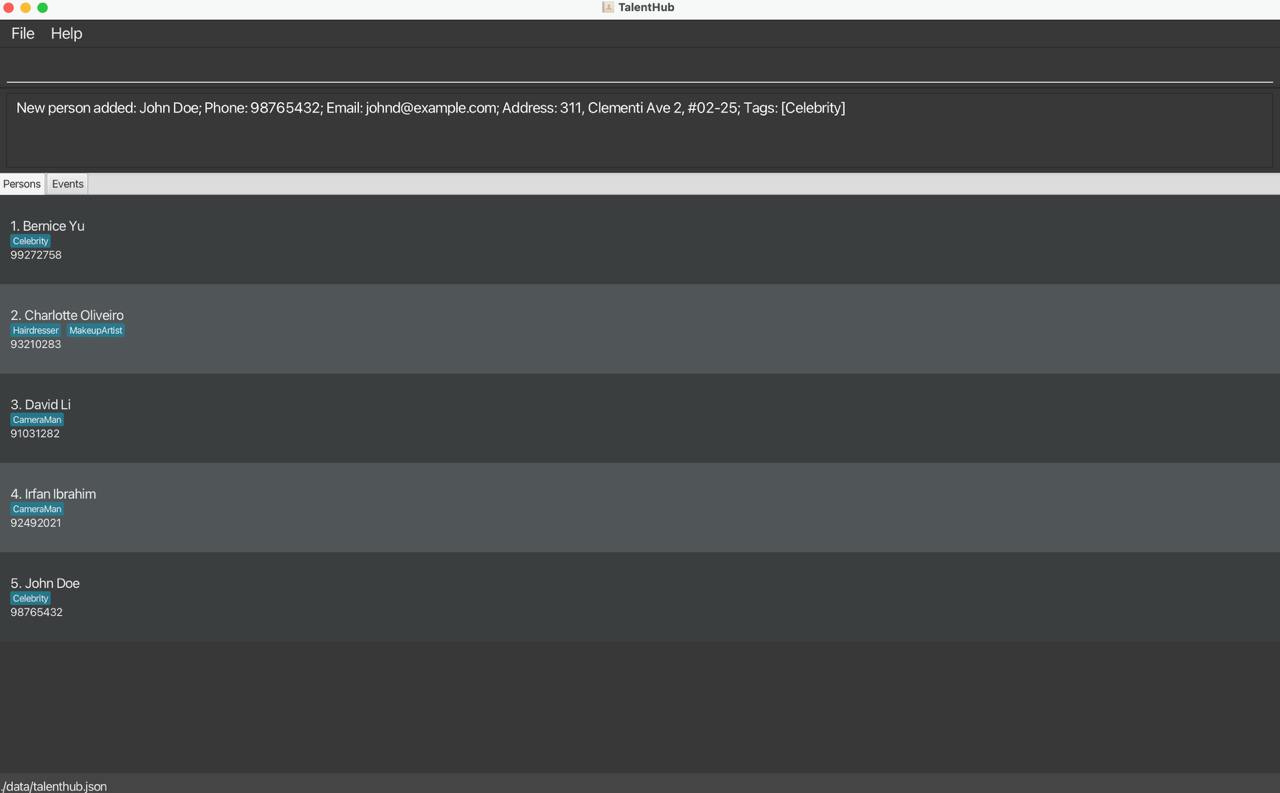 TalentHub
File Help
New person added: John Doe; Phone: 98765432; Email: johnd@example.com; Address: 311, Clementi Ave 2, #02-25; Tags: [Celebrity]
Persons Events
1. Bernice Yu
Celebrity
99272758
2. Charlotte Oliveiro
Hairdresser MakeupArtist
93210283
3. David Li
CameraMan
91031282
4. Irfan Ibrahim
CameraMan
92492021
5. John Doe
Celebrity
98765432
./data/talenthub.json